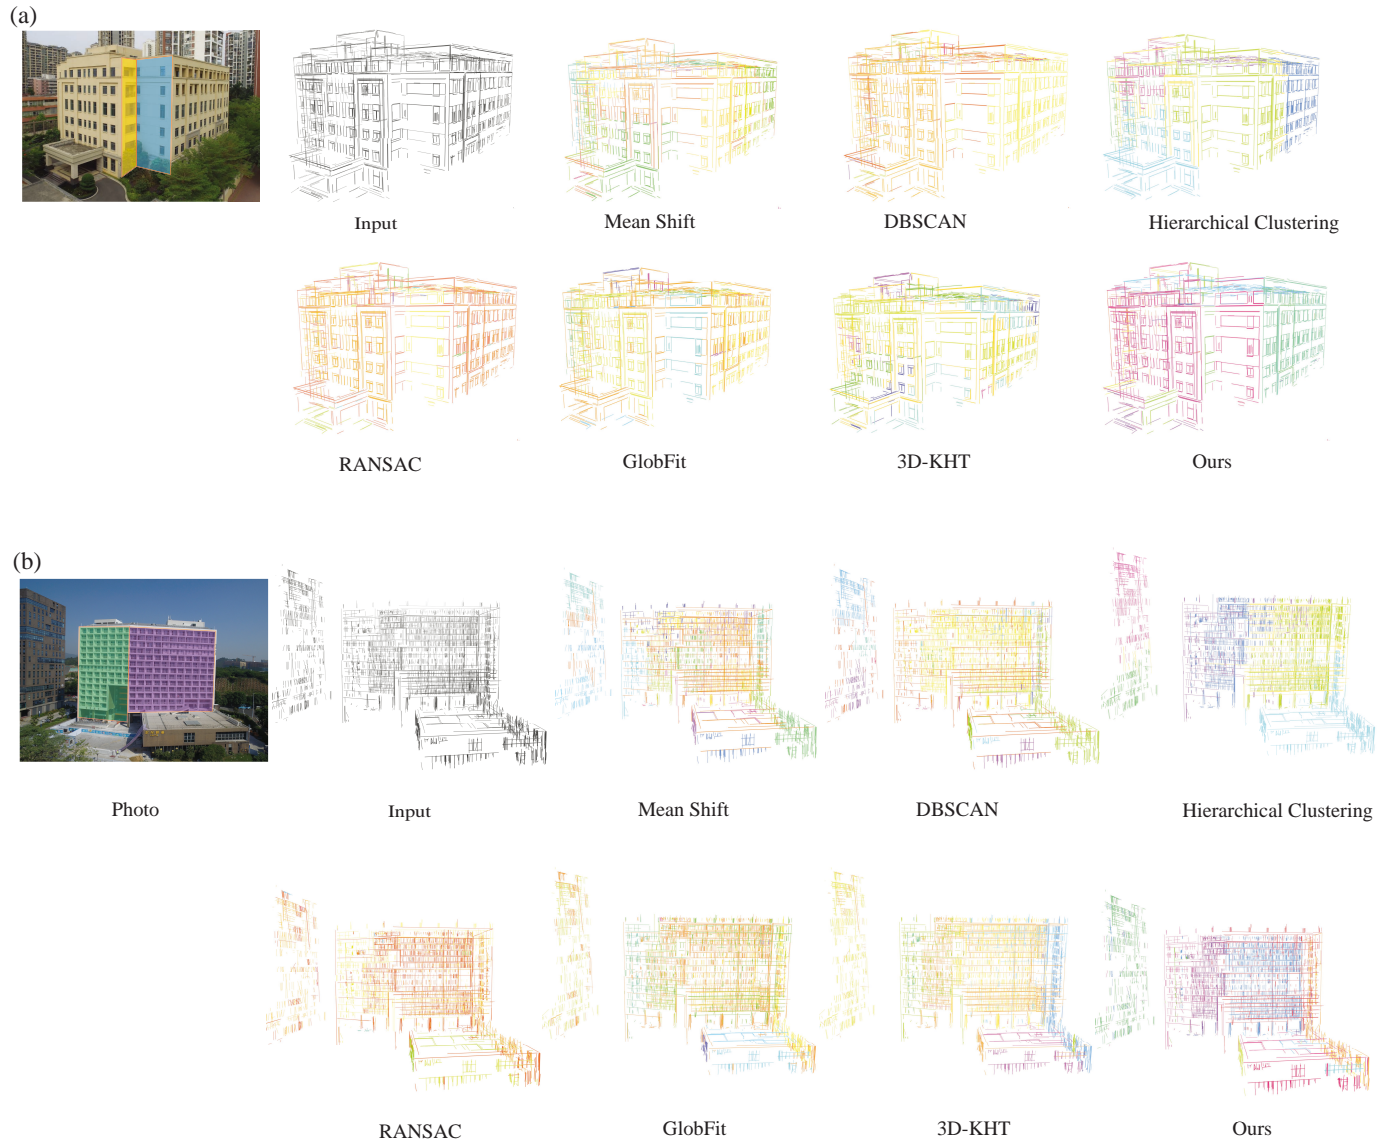 (a)
Input
Mean Shift
DBSCAN
Hierarchical Clustering
RANSAC
GlobFit
3D-KHT
Ours
(b)
Photo
Input
Mean Shift
DBSCAN
Hierarchical Clustering
RANSAC
GlobFit
3D-KHT
Ours